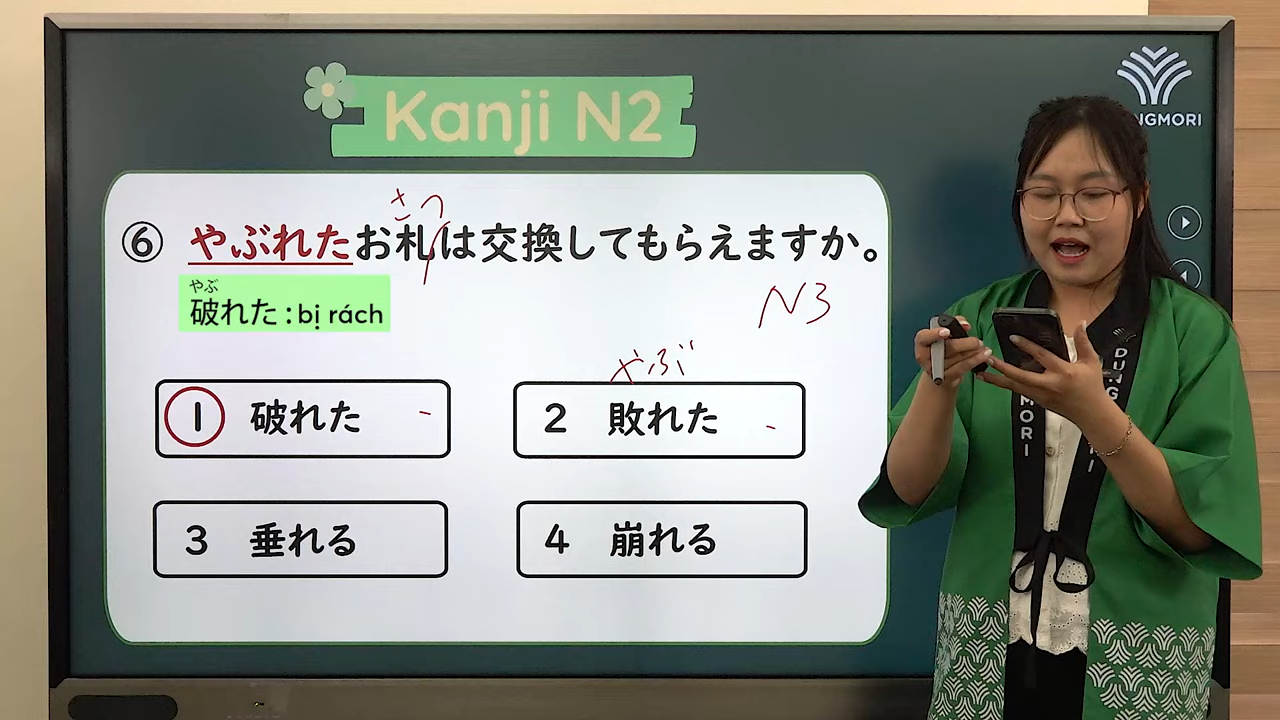 Kanji N2
DUNGMORI
さつ
⑥ やぶれたお札は交換してもらえますか。
やぶ
破れた : bị rách
N3
やぶ
1 破れた
2 敗れた
3 垂れる
4 崩れる
DUNG
MORI